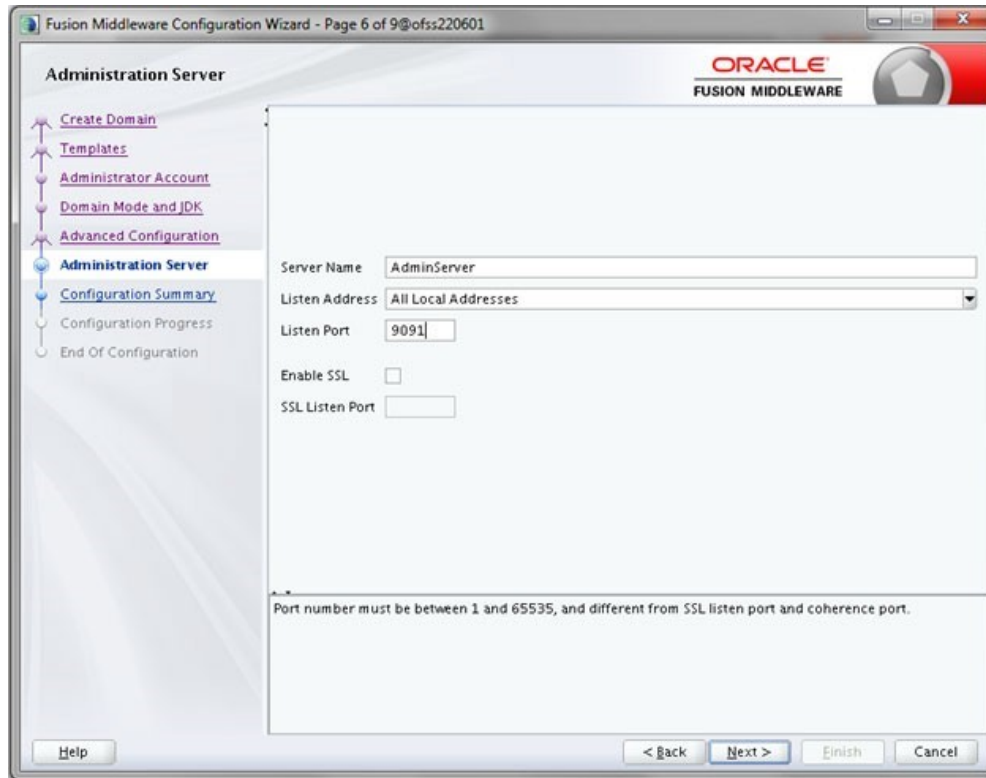 Fusion Middleware Configuration Wizard - Page 6 of 9@ofss220601
Administration Server
ORACLE
FUSION MIDDLEWARE
Create Domain
Templates
Administrator Account
Domain Mode and JDK
Advanced Configuration
Administration Server
Configuration Summary
Configuration Progress
End Of Configuration
Server Name AdminServer
Listen Address All Local Addresses
Listen Port 9091
Enable SSL
SSL Listen Port
Port number must be between 1 and 65535, and different from SSL listen port and coherence port.
Help < Back Next > Finish Cancel